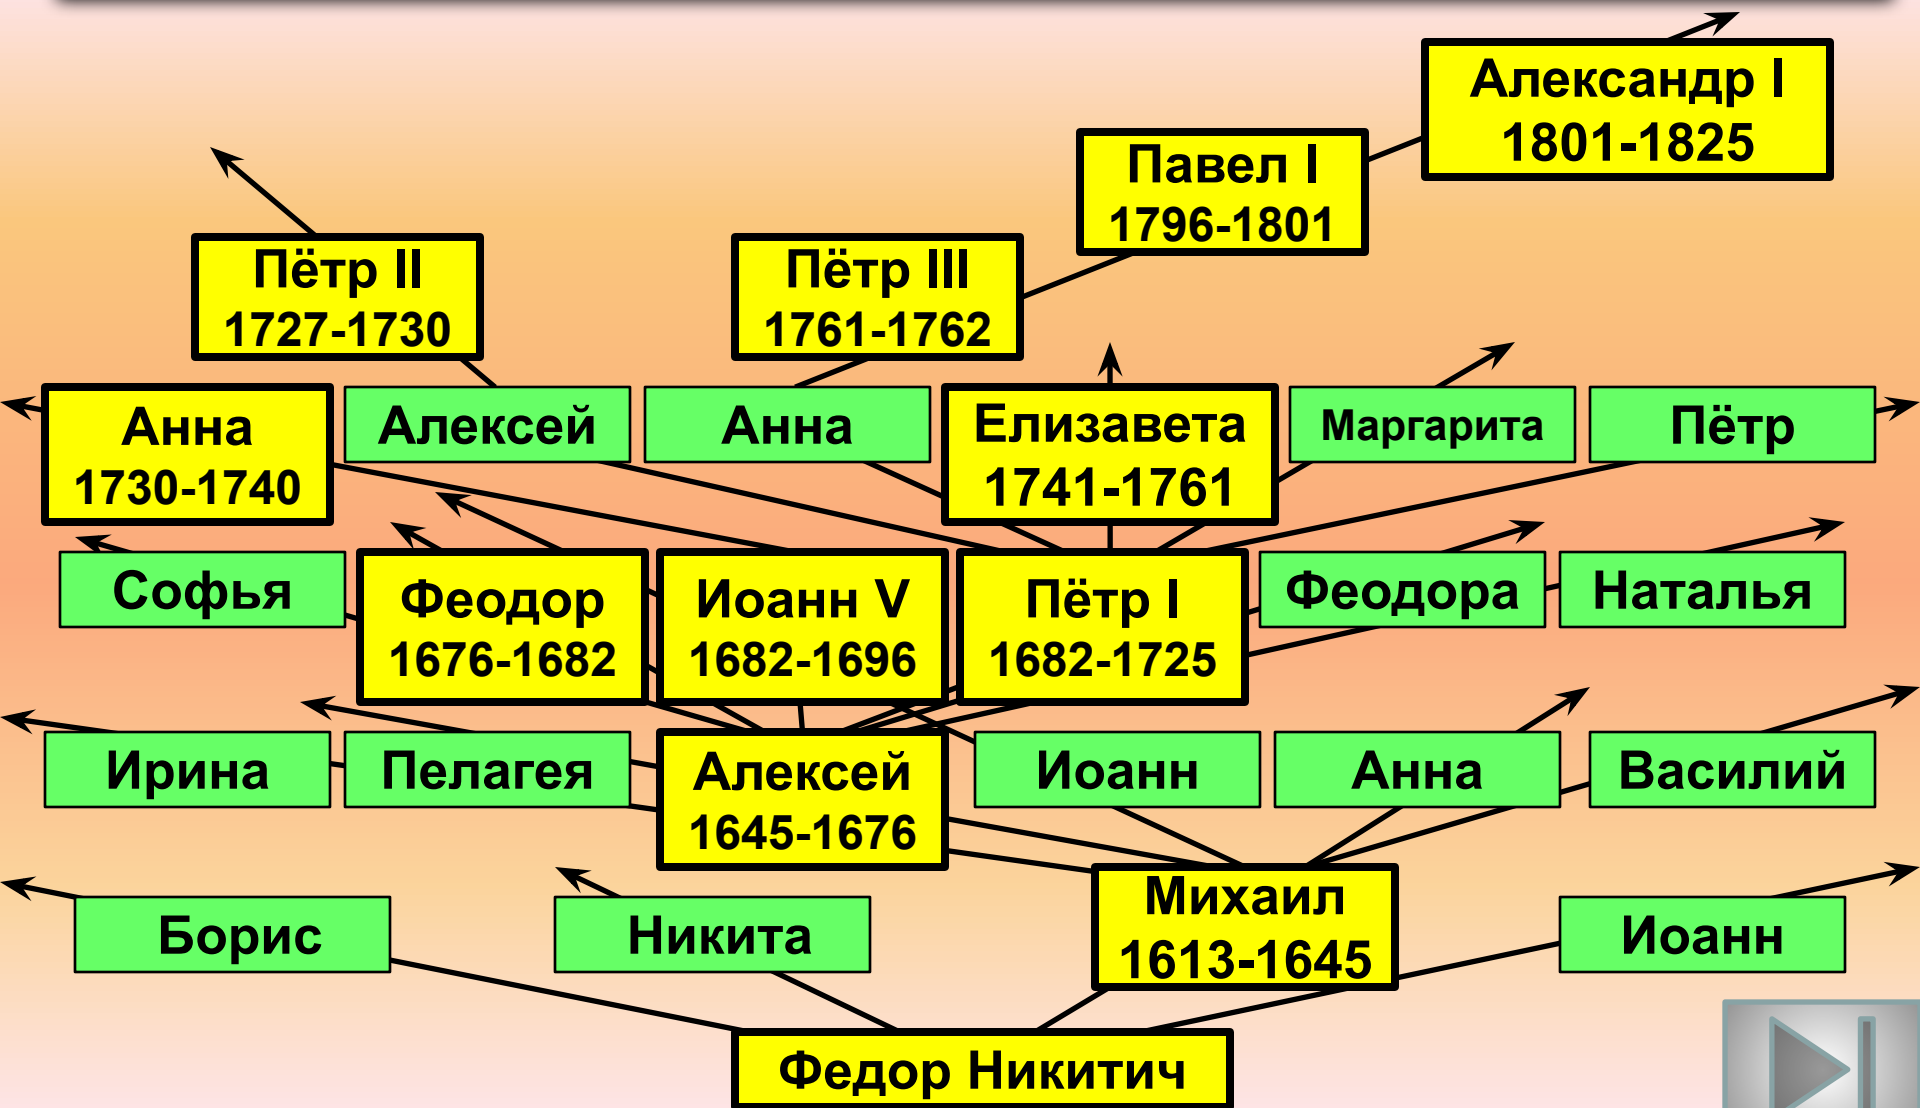 Александр I
1801-1825
Павел I
1796-1801
Пётр II
1727-1730
Пётр III
1761-1762
Анна
1730-1740
Алексей
Анна
Елизавета
1741-1761
Маргарита
Пётр
Софья
Феодор
1676-1682
Иоанн V
1682-1696
Пётр I
1682-1725
Феодора
Наталья
Ирина
Пелагея
Алексей
1645-1676
Иоанн
Анна
Василий
Борис
Никита
Михаил
1613-1645
Иоанн
Федор Никитич